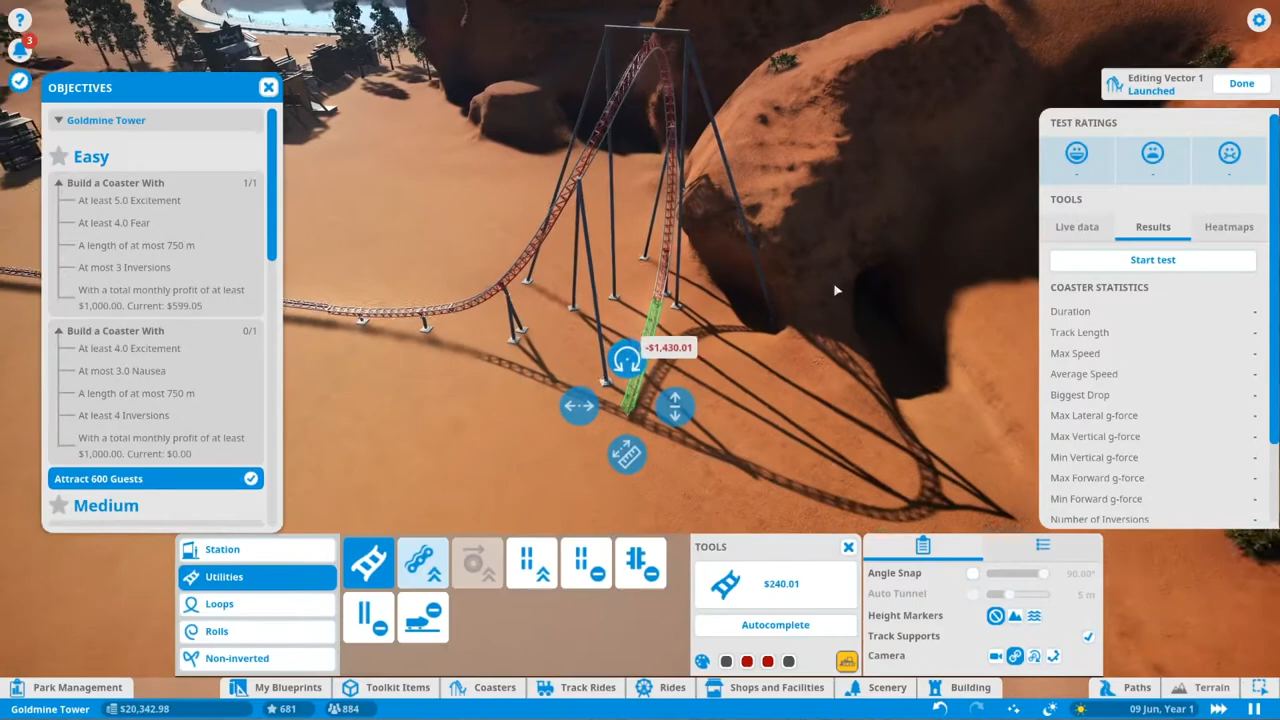 ?
3
OBJECTIVES
Goldmine Tower
Easy
Build a Coaster With 1/1
At least 5.0 Excitement
At least 4.0 Fear
A length of at most 750 m
At most 3 Inversions
With a total monthly profit of at least
$1,000.00. Current: $599.05
Build a Coaster With 0/1
At least 4.0 Excitement
At least 3.0 Nausea
A length of at most 750 m
At least 4 Inversions
With a total monthly profit of at least
$1,000.00. Current: $0.00
Attract 600 Guests
Medium
-$1,430.01
Editing Vector 1
Launched
Done
TEST RATINGS
- - -
TOOLS
Live data Results Heatmaps
Start test
COASTER STATISTICS
Duration -
Track Length -
Max Speed -
Average Speed -
Biggest Drop -
Max Lateral g-force -
Max Vertical g-force -
Min Vertical g-force -
Max Forward g-force -
Min Forward g-force -
Number of Inversions -
Station
Utilities
Loops
Rolls
Non-inverted
TOOLS
$240.01
Autocomplete
Angle Snap 90.00°
Auto Tunnel 5 m
Height Markers
Track Supports
Camera
Park Management My Blueprints Toolkit Items Coasters Track Rides Rides Shops and Facilities Scenery Building Paths Terrain
Goldmine Tower $20,342.98 681 884 09 Jun, Year 1